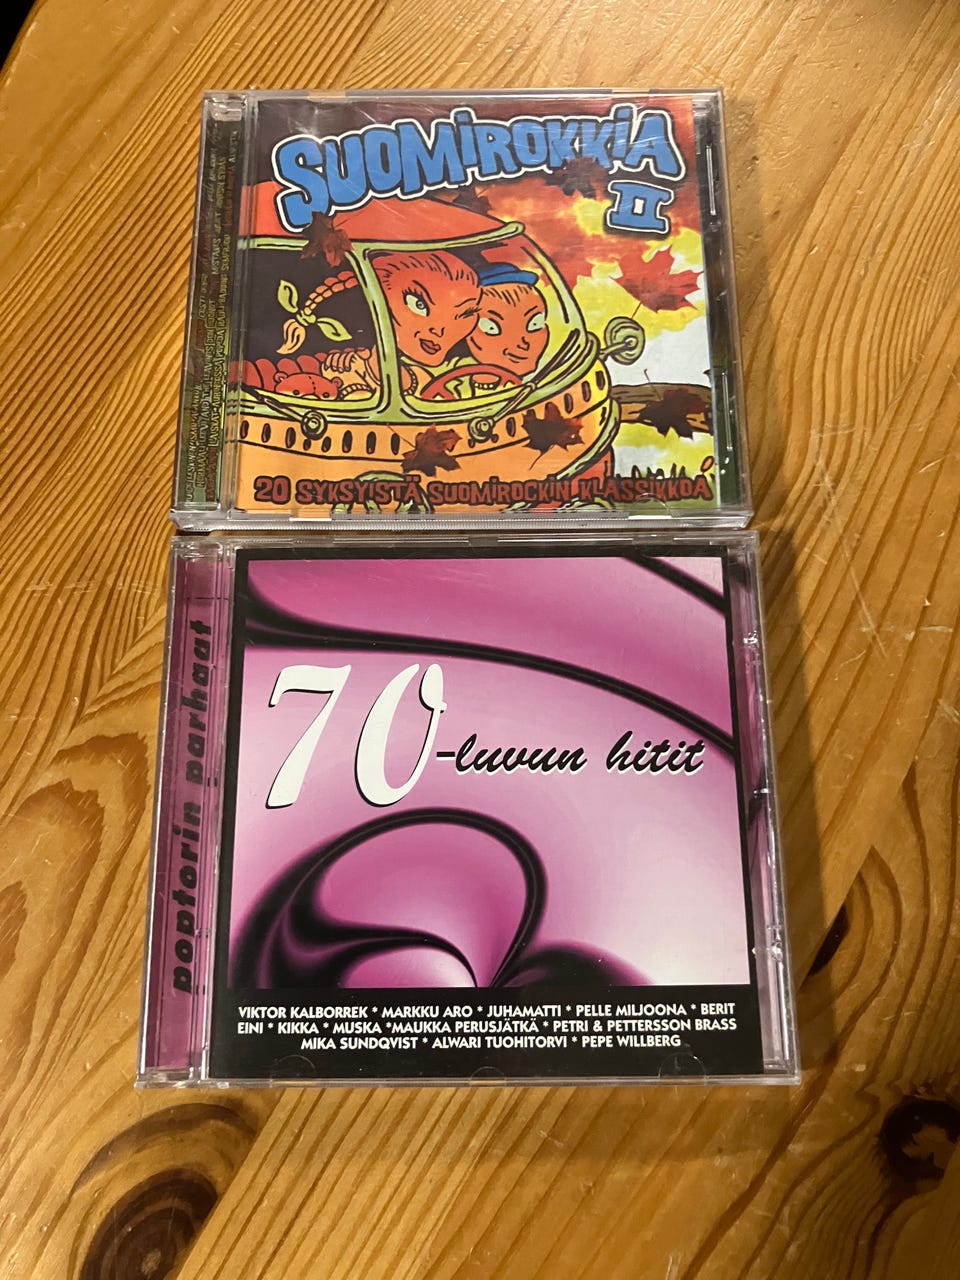 SUOMIROKKIA
II
20 SYKSYISTÄ SUOMIROCKIN KLASSIKKOA
poptorin parhaat
70-luvun hitit
VIKTOR KALBORREK * MARKKU ARO * JUHAMATTI * PELLE MILJOONA * BERIT
EINI * KIKKA * MUSKA *MAUKKA PERUSJÄTKÄ * PETRI & PETTERSSON BRASS
MIKA SUNDQVIST * ALWARI TUOHITORVI * PEPE WILLBERG